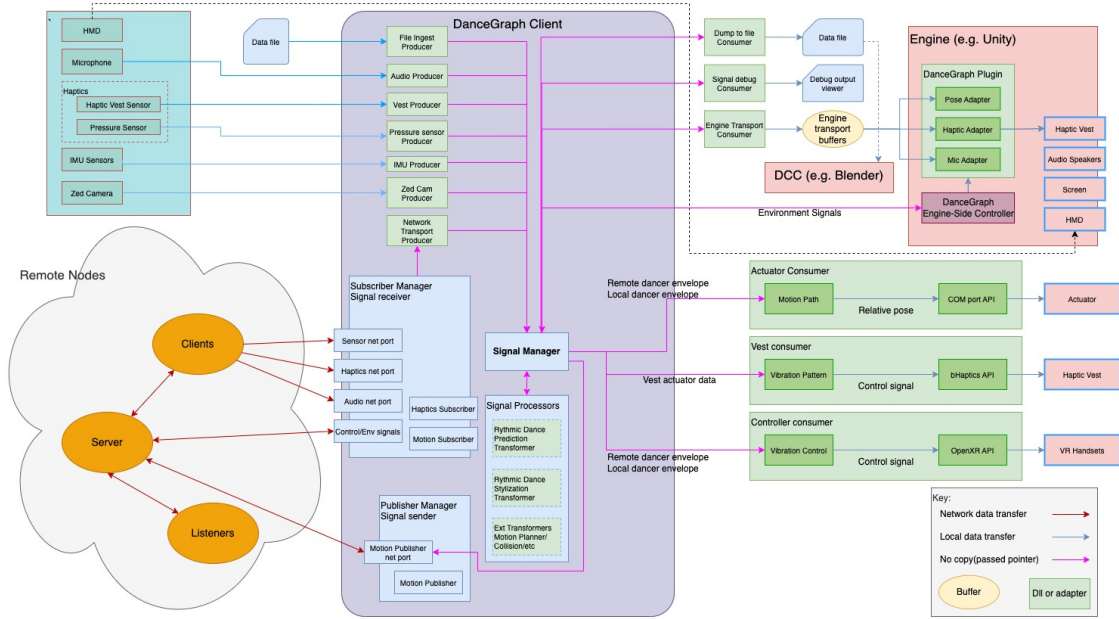 HMD
Microphone
Haptics
Haptic Vest Sensor
Pressure Sensor
IMU Sensors
Zed Camera
Data file
DanceGraph Client
File Ingest
Producer
Audio Producer
Vest Producer
Pressure sensor
Producer
IMU Producer
Zed Cam
Producer
Network
Transport
Producer
Dump to file
Consumer
Data file
Signal debug
Consumer
Debug output
viewer
Engine Transport
Consumer
Engine
transport
buffers
DCC (e.g. Blender)
Environment Signals
Engine (e.g. Unity)
DanceGraph Plugin
Pose Adapter
Haptic Adapter
Mic Adapter
DanceGraph
Engine-Side Controller
Haptic Vest
Audio Speakers
Screen
HMD
Remote Nodes
Clients
Server
Listeners
Subscriber Manager
Signal receiver
Sensor net port
Haptics net port
Audio net port
Control/Env signals
Haptics Subscriber
Motion Subscriber
Publisher Manager
Signal sender
Motion Publisher
net port
Motion Publisher
Signal Manager
Signal Processors
Rythmic Dance
Prediction
Transformer
Rythmic Dance
Stylization
Transformer
Ext Transformers
Motion Planner/
Collision/etc
Remote dancer envelope
Local dancer envelope
Actuator Consumer
Motion Path
Relative pose
COM port API
Actuator
Vest actuator data
Vest consumer
Vibration Pattern
Control signal
bHaptics API
Haptic Vest
Remote dancer envelope
Local dancer envelope
Controller consumer
Vibration Control
Control signal
OpenXR API
VR Handsets
Key:
Network data transfer
Local data transfer
No copy(passed pointer)
Buffer
Dll or adapter